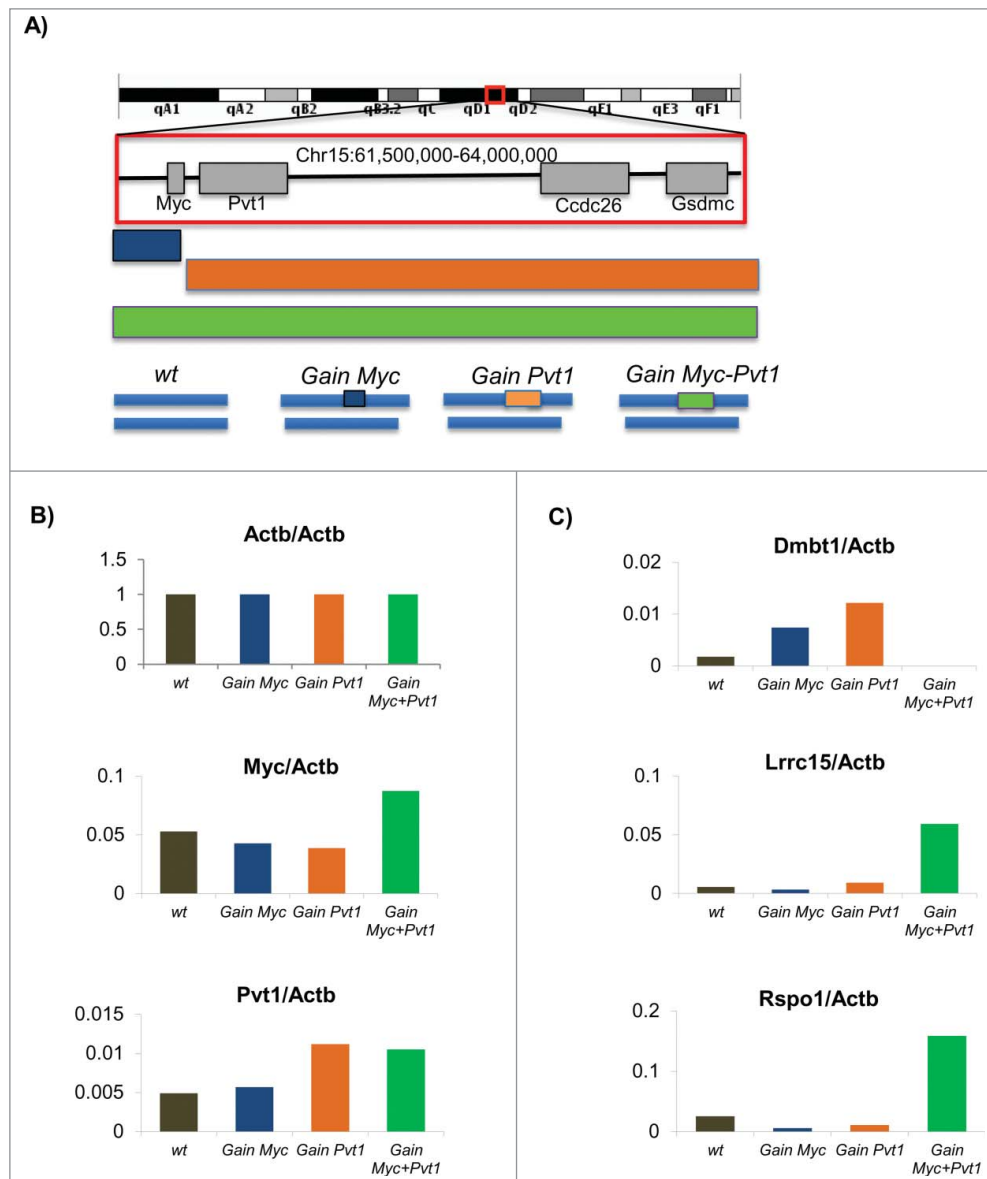 A)
qA1 qA2 qB2 qB3.2 qC qD1 qD2 qE1 qE3 qF1
Chr15:61,500,000-64,000,000
Myc Pvt1 Ccdc26 Gsdmc
wt Gain Myc Gain Pvt1 Gain Myc-Pvt1
B)
Actb/Actb
1.5
1
0.5
0
wt Gain Myc Gain Pvt1 Gain
Myc+Pvt1
Myc/Actb
0.1
0.05
0
wt Gain Myc Gain Pvt1 Gain
Myc+Pvt1
Pvt1/Actb
0.015
0.01
0.005
0
wt Gain Myc Gain Pvt1 Gain
Myc+Pvt1
C)
Dmbt1/Actb
0.02
0.01
0
wt Gain Myc Gain Pvt1 Gain
Myc+Pvt1
Lrrc15/Actb
0.1
0.05
0
wt Gain Myc Gain Pvt1 Gain
Myc+Pvt1
Rspo1/Actb
0.2
0.1
0
wt Gain Myc Gain Pvt1 Gain
Myc+Pvt1